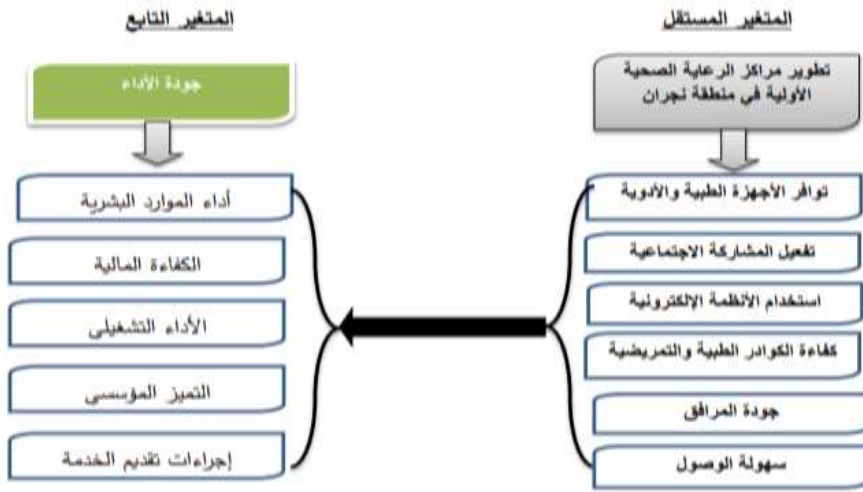 المتغير المستقل
تطوير مراكز الرعاية الصحية
الأولية في منطقة نجران
توافر الأجهزة الطبية والأدوية
تفعيل المشاركة الاجتماعية
استخدام الأنظمة الإلكترونية
كفاءة الكوادر الطبية والتمريضية
جودة المرافق
سهولة الوصول
المتغير التابع
جودة الأداء
أداء الموارد البشرية
الكفاءة المالية
الأداء التشغيلى
التميز المؤسسى
إجراءات تقديم الخدمة